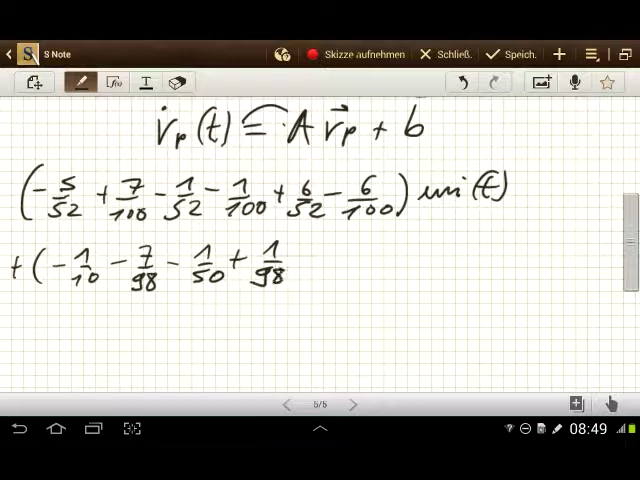 S Note
Skizze aufnehmen
Schließ.
Speich.
v̇ₚ(t) = A v⃗ₚ + b
(-5/52 + 7/100 - 1/52 - 1/100 + 6/52 - 6/100) sin(t)
+ (-1/10 - 7/98 - 1/50 + 1/98
5/5
08:49